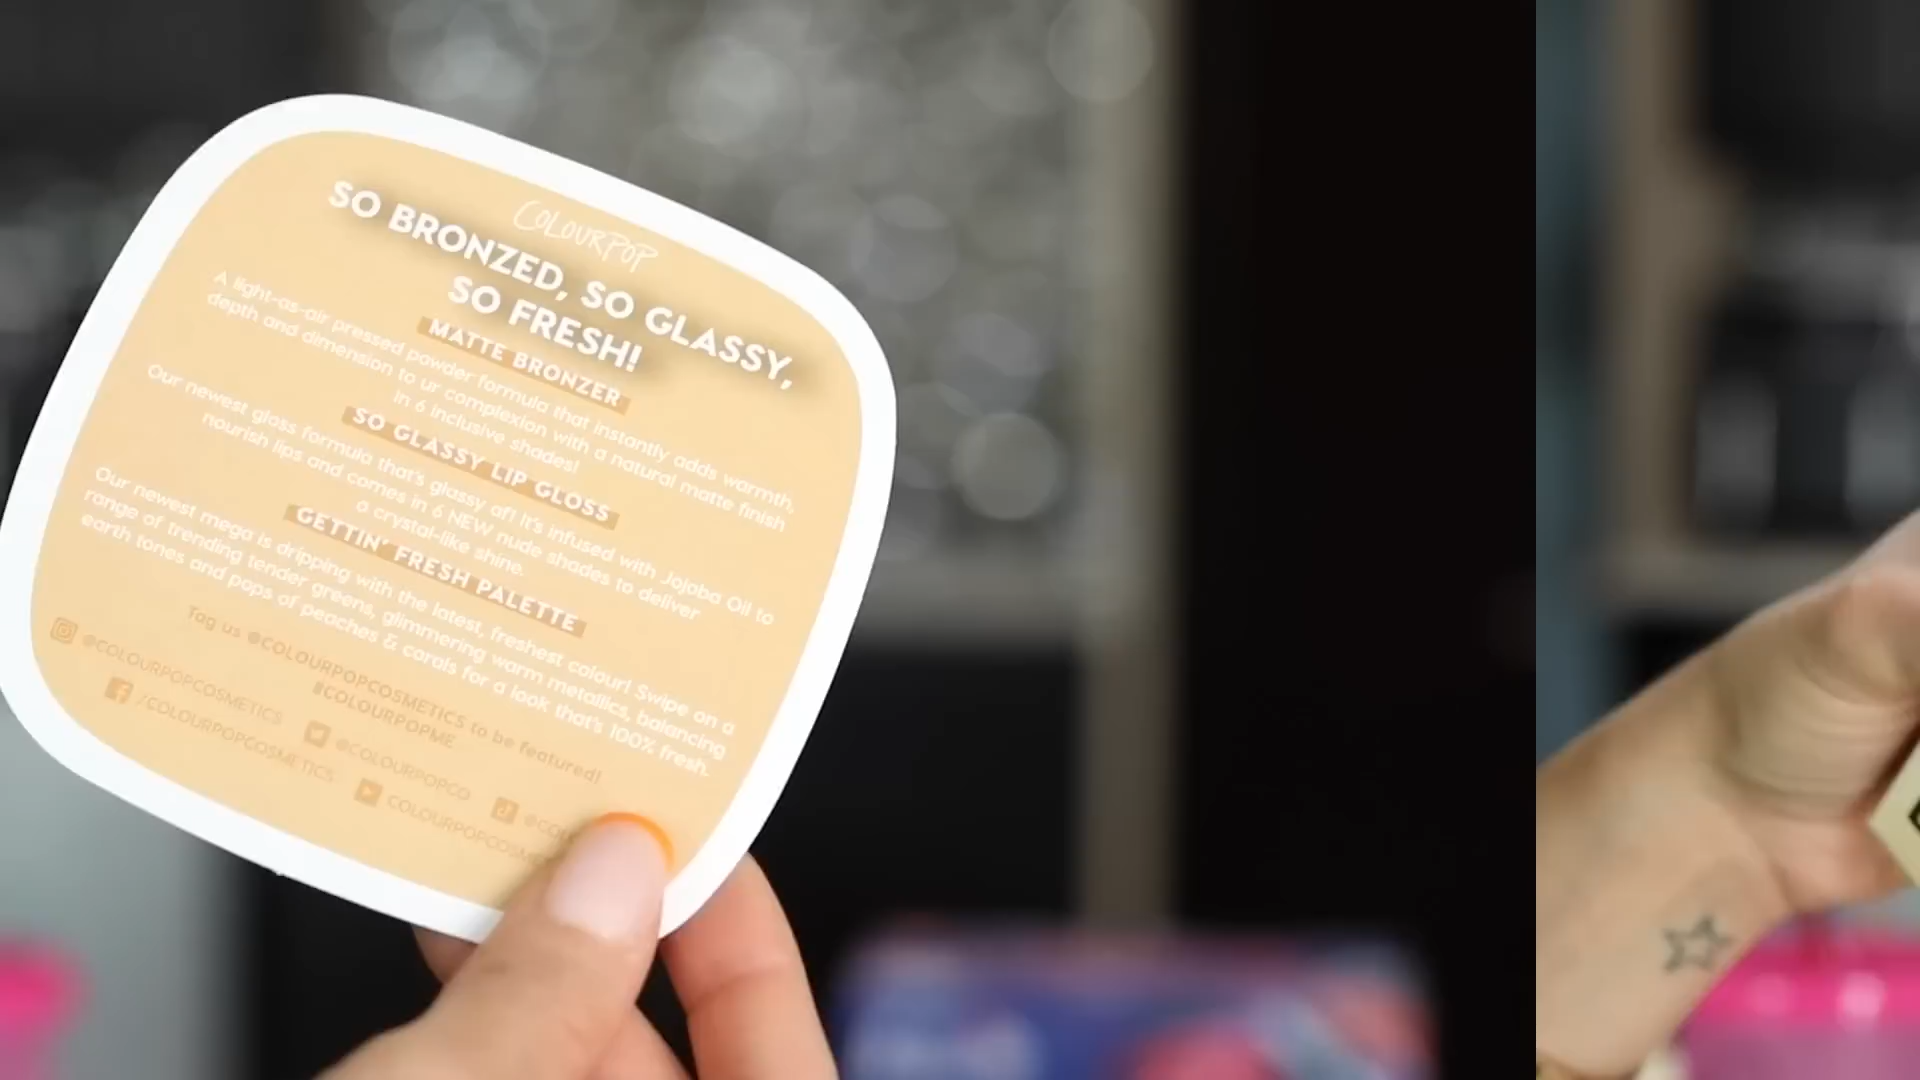 COLOURPOP
SO BRONZED, SO GLASSY,
SO FRESH!
MATTE BRONZER
A light-as-air pressed powder formula that instantly adds warmth,
depth and dimension to ur complexion with a natural matte finish
in 6 inclusive shades!
SO GLASSY LIP GLOSS
Our newest gloss formula that's glassy af! It's infused with Jojoba Oil to
nourish lips and comes in 6 NEW nude shades to deliver
a crystal-like shine.
GETTIN' FRESH PALETTE
Our newest mega is dripping with the latest, freshest colour! Swipe on a
range of trending tender greens, glimmering warm metallics, balancing
earth tones and pops of peaches & corals for a look that's 100% fresh.
Tag us @COLOURPOPCOSMETICS to be featured!
#COLOURPOPME
@COLOURPOPCOSMETICS
@COLOURPOPCO
/COLOURPOPCOSMETICS